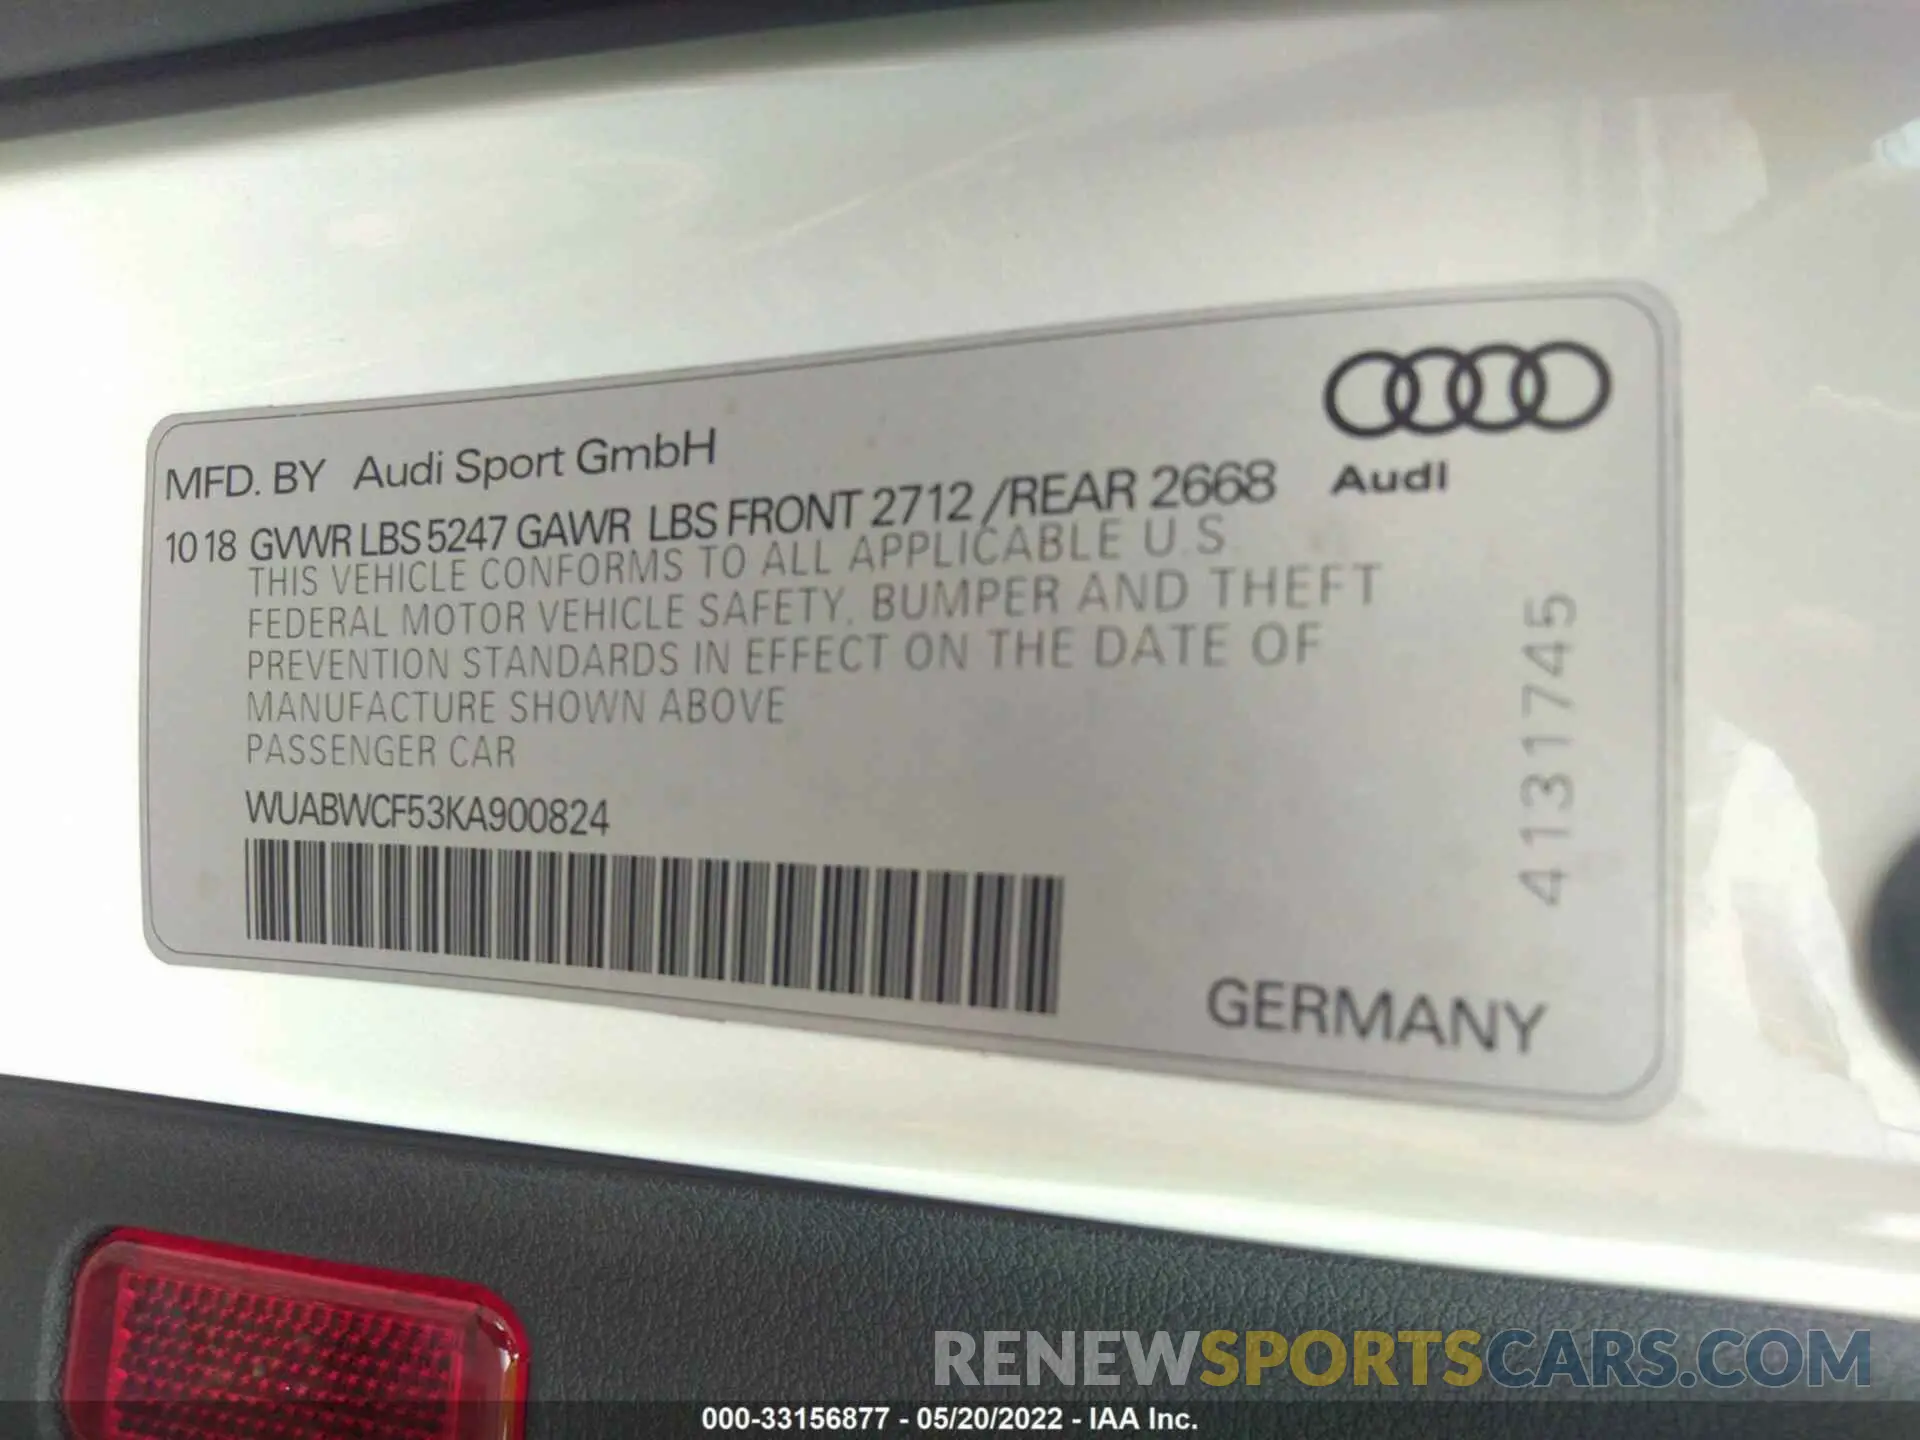 MFD. BY Audi Sport GmbH
Audi
10 18 GVWR LBS 5247 GAWR LBS FRONT 2712 /REAR 2668
THIS VEHICLE CONFORMS TO ALL APPLICABLE U.S.
FEDERAL MOTOR VEHICLE SAFETY, BUMPER AND THEFT
PREVENTION STANDARDS IN EFFECT ON THE DATE OF
MANUFACTURE SHOWN ABOVE
PASSENGER CAR
WUABWCF53KA900824
4131745
GERMANY
RENEWSPORTSCARS.COM
000-33156877 - 05/20/2022 - IAA Inc.